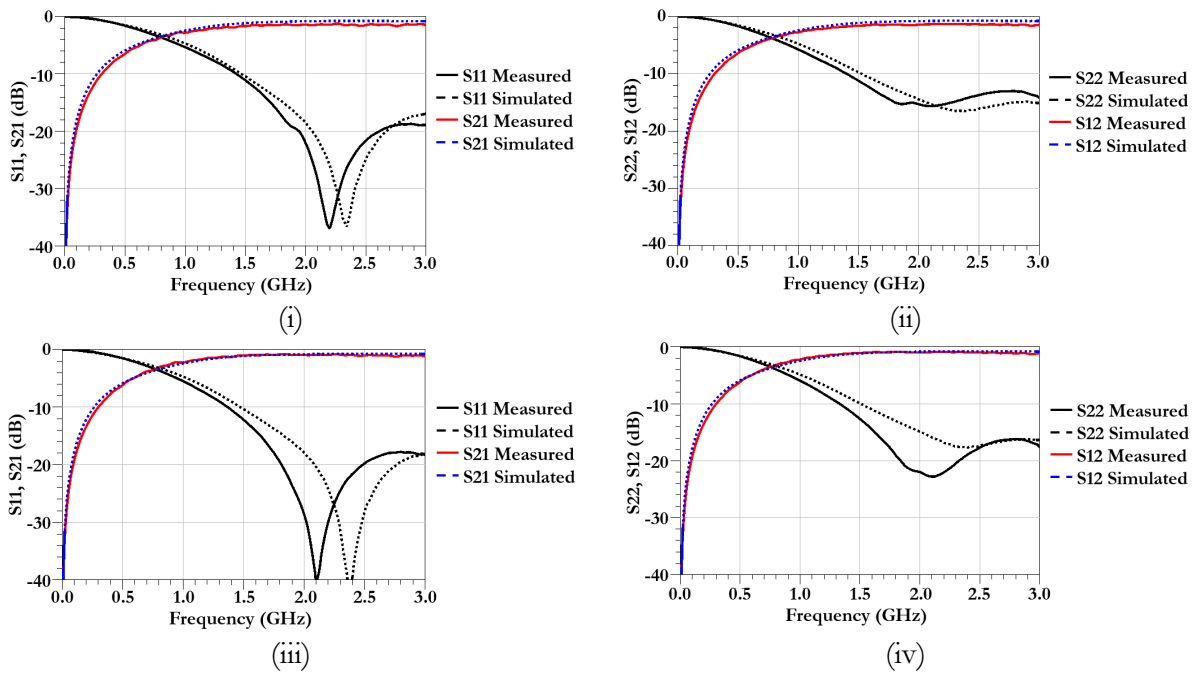 0
-10
-20
-30
-40
S11, S21 (dB)
0.0 0.5 1.0 1.5 2.0 2.5 3.0
Frequency (GHz)
S11 Measured
S11 Simulated
S21 Measured
S21 Simulated
(i)
0
-10
-20
-30
-40
S22, S12 (dB)
0.0 0.5 1.0 1.5 2.0 2.5 3.0
Frequency (GHz)
S22 Measured
S22 Simulated
S12 Measured
S12 Simulated
(ii)
0
-10
-20
-30
-40
S11, S21 (dB)
0.0 0.5 1.0 1.5 2.0 2.5 3.0
Frequency (GHz)
S11 Measured
S11 Simulated
S21 Measured
S21 Simulated
(iii)
0
-10
-20
-30
-40
S22, S12 (dB)
0.0 0.5 1.0 1.5 2.0 2.5 3.0
Frequency (GHz)
S22 Measured
S22 Simulated
S12 Measured
S12 Simulated
(iv)